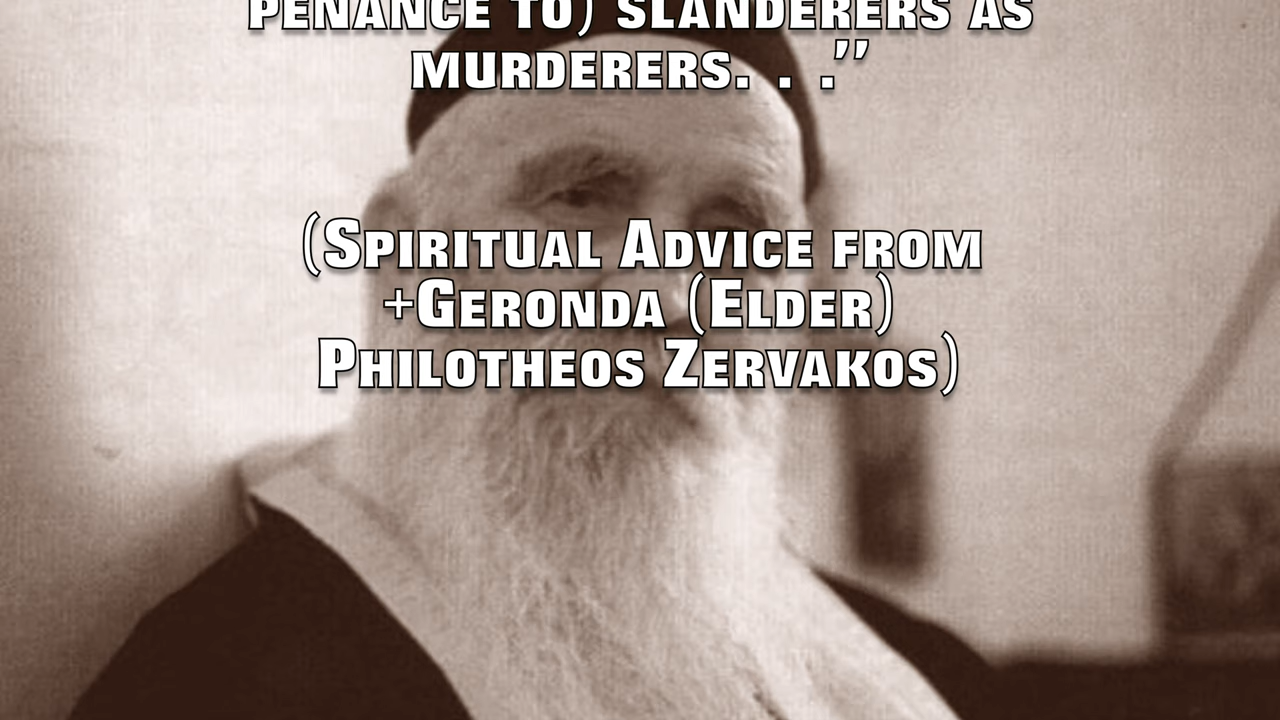 PENANCE TO) SLANDERERS AS
MURDERERS. . .”
(SPIRITUAL ADVICE FROM
+GERONDA (ELDER)
PHILOTHEOS ZERVAKOS)